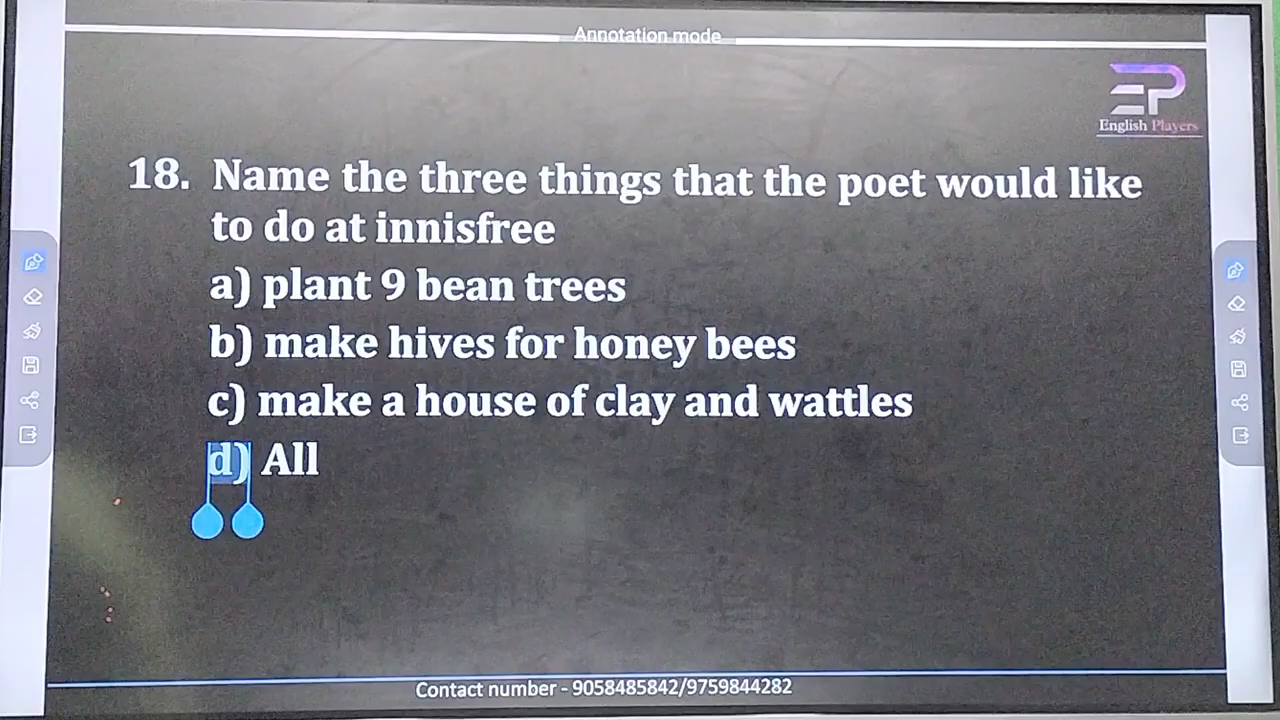 Annotation mode
English Players
18. Name the three things that the poet would like
to do at innisfree
a) plant 9 bean trees
b) make hives for honey bees
c) make a house of clay and wattles
d) All
Contact number - 9058485842/9759844282